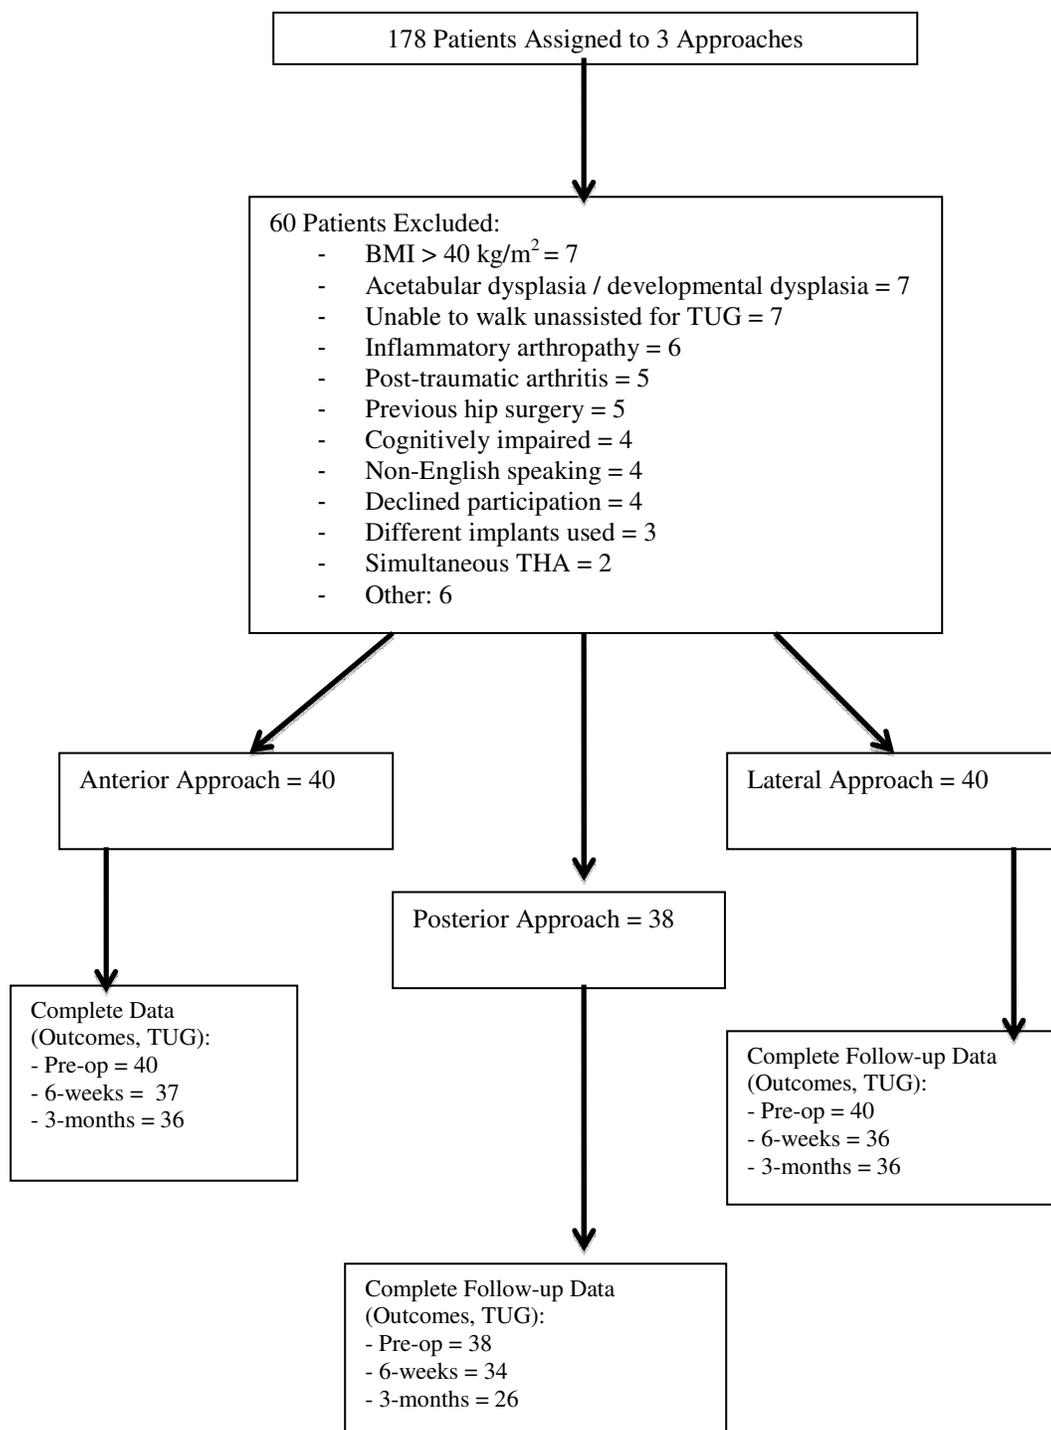 178 Patients Assigned to 3 Approaches
60 Patients Excluded:
- BMI > 40 kg/m² = 7
- Acetabular dysplasia / developmental dysplasia = 7
- Unable to walk unassisted for TUG = 7
- Inflammatory arthropathy = 6
- Post-traumatic arthritis = 5
- Previous hip surgery = 5
- Cognitively impaired = 4
- Non-English speaking = 4
- Declined participation = 4
- Different implants used = 3
- Simultaneous THA = 2
- Other: 6
Anterior Approach = 40
Lateral Approach = 40
Posterior Approach = 38
Complete Data
(Outcomes, TUG):
- Pre-op = 40
- 6-weeks = 37
- 3-months = 36
Complete Follow-up Data
(Outcomes, TUG):
- Pre-op = 40
- 6-weeks = 36
- 3-months = 36
Complete Follow-up Data
(Outcomes, TUG):
- Pre-op = 38
- 6-weeks = 34
- 3-months = 26